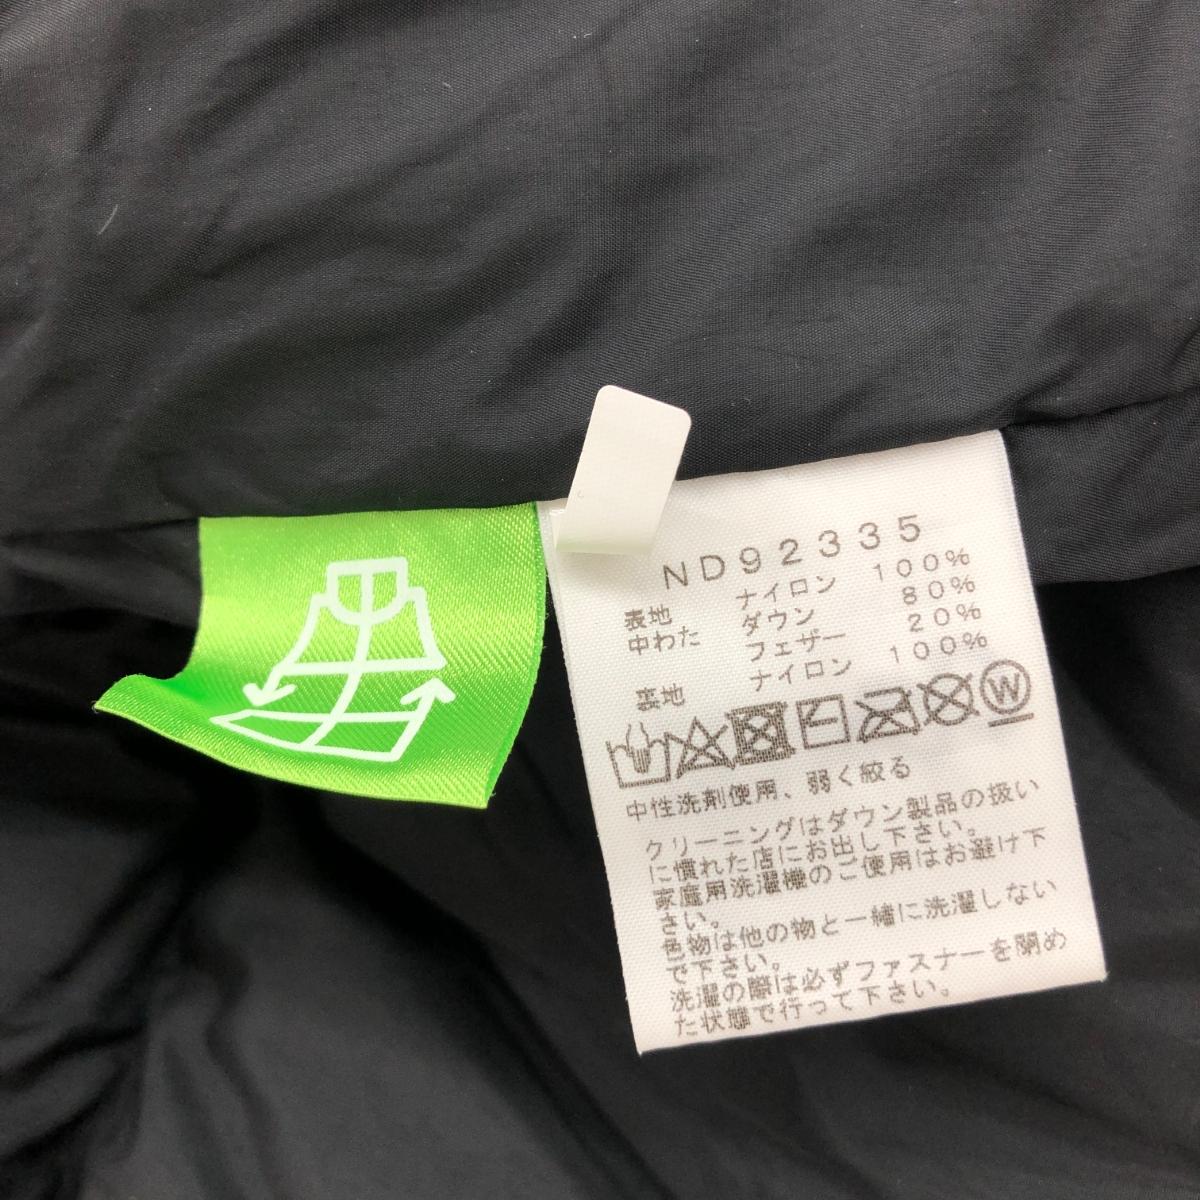 ND92335
表地 ナイロン 100%
中わた ダウン 80%
フェザー 20%
裏地 ナイロン 100%
W
中性洗剤使用、弱く絞る
クリーニングはダウン製品の扱い
に慣れた店にお出し下さい。
家庭用洗濯機のご使用はお避け下
さい。
色物は他の物と一緒に洗濯しない
で下さい。
洗濯の際は必ずファスナーを閉め
た状態で行って下さい。